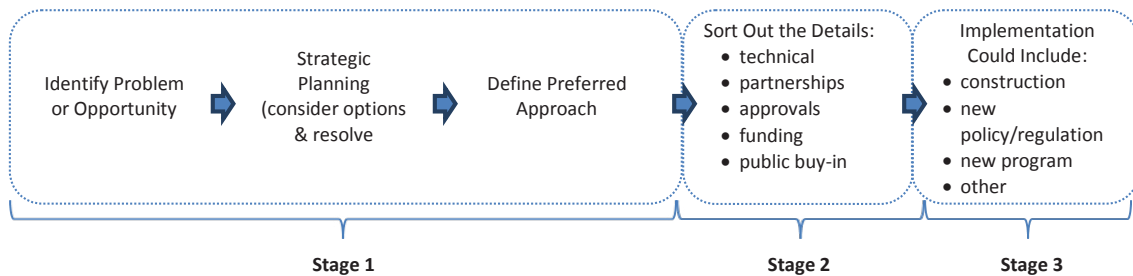 Identify Problem
or Opportunity
Strategic
Planning
(consider options
& resolve
Define Preferred
Approach
Sort Out the Details:
• technical
• partnerships
• approvals
• funding
• public buy-in
Implementation
Could Include:
• construction
• new
policy/regulation
• new program
• other
Stage 1
Stage 2
Stage 3